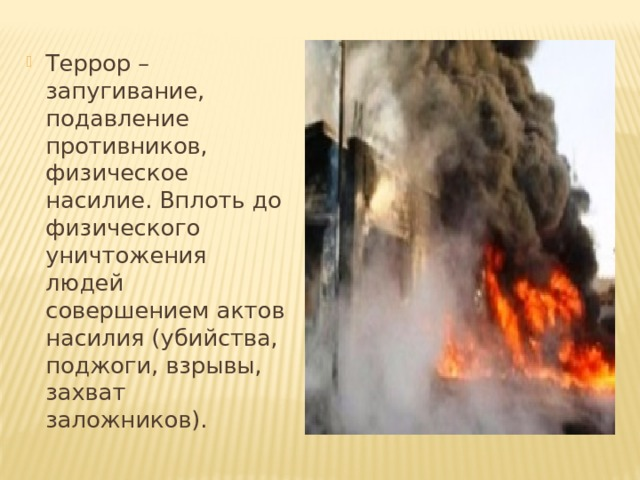 Террор –
запугивание,
подавление
противников,
физическое
насилие. Вплоть до
физического
уничтожения
людей
совершением актов
насилия (убийства,
поджоги, взрывы,
захват
заложников).